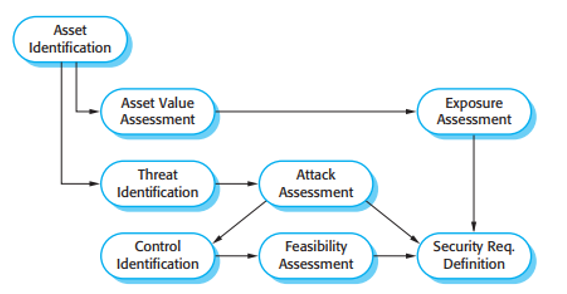 Asset
Identification
Asset Value
Assessment
Exposure
Assessment
Threat
Identification
Attack
Assessment
Control
Identification
Feasibility
Assessment
Security Req.
Definition